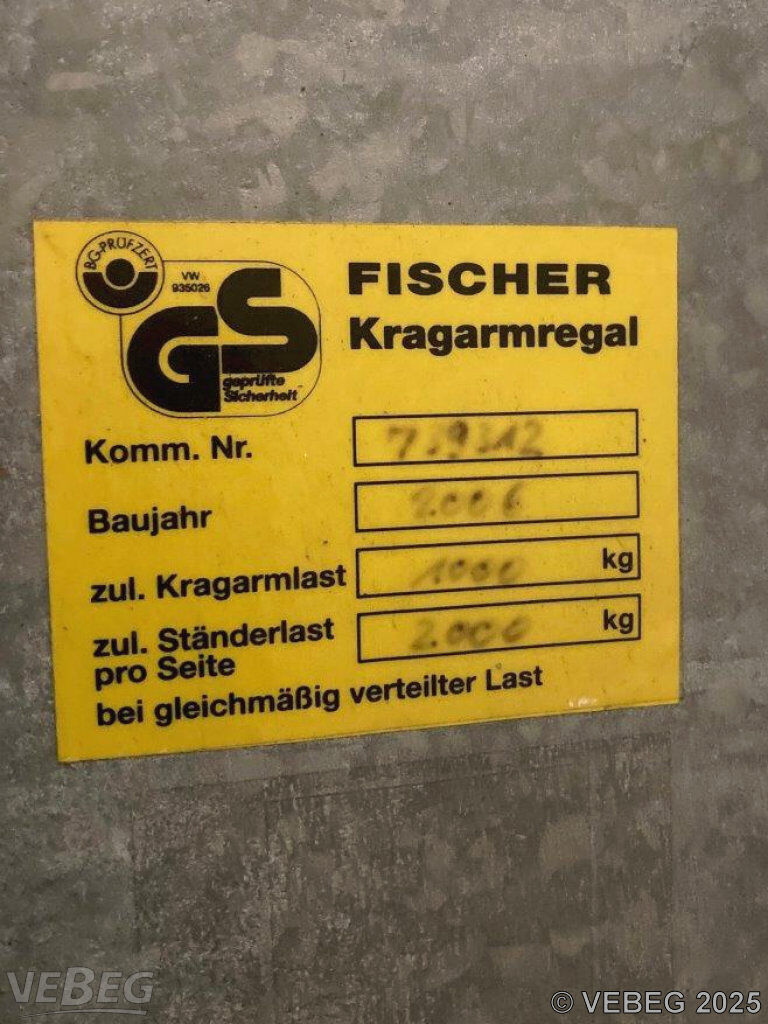 BG-PRÜFZERT
VW
935026
GS
geprüfte
Sicherheit
FISCHER
Kragarmregal
Komm. Nr.
Baujahr
zul. Kragarmlast 1000 kg
zul. Ständerlast
pro Seite 2.000 kg
bei gleichmäßig verteilter Last
VEBEG
© VEBEG 2025